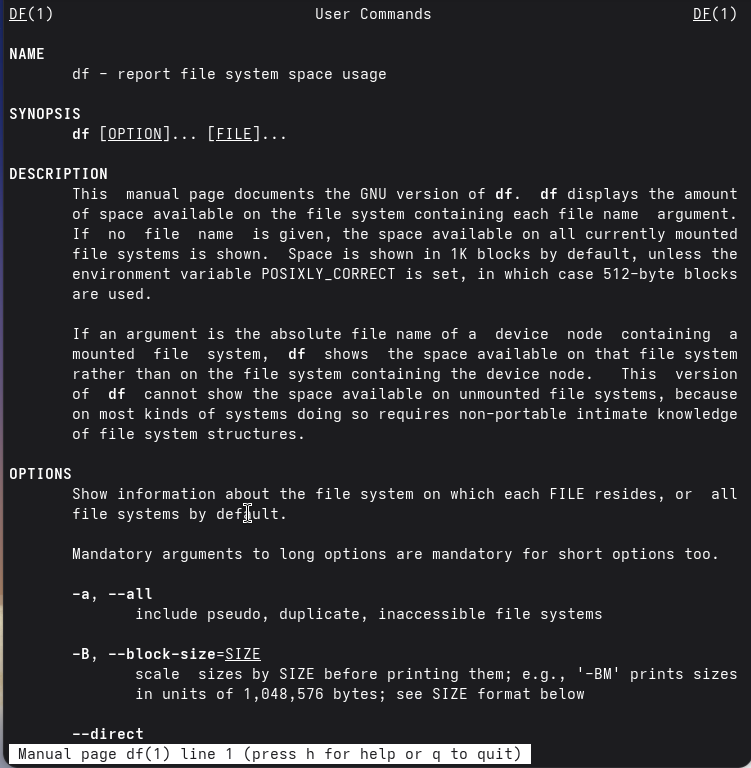 DF(1) User Commands DF(1)
NAME
df - report file system space usage
SYNOPSIS
df [OPTION]... [FILE]...
DESCRIPTION
This manual page documents the GNU version of df. df displays the amount
of space available on the file system containing each file name argument.
If no file name is given, the space available on all currently mounted
file systems is shown. Space is shown in 1K blocks by default, unless the
environment variable POSIXLY_CORRECT is set, in which case 512-byte blocks
are used.
If an argument is the absolute file name of a device node containing a
mounted file system, df shows the space available on that file system
rather than on the file system containing the device node. This version
of df cannot show the space available on unmounted file systems, because
on most kinds of systems doing so requires non-portable intimate knowledge
of file system structures.
OPTIONS
Show information about the file system on which each FILE resides, or all
file systems by default.
Mandatory arguments to long options are mandatory for short options too.
-a, --all
include pseudo, duplicate, inaccessible file systems
-B, --block-size=SIZE
scale sizes by SIZE before printing them; e.g., '-BM' prints sizes
in units of 1,048,576 bytes; see SIZE format below
--direct
Manual page df(1) line 1 (press h for help or q to quit)